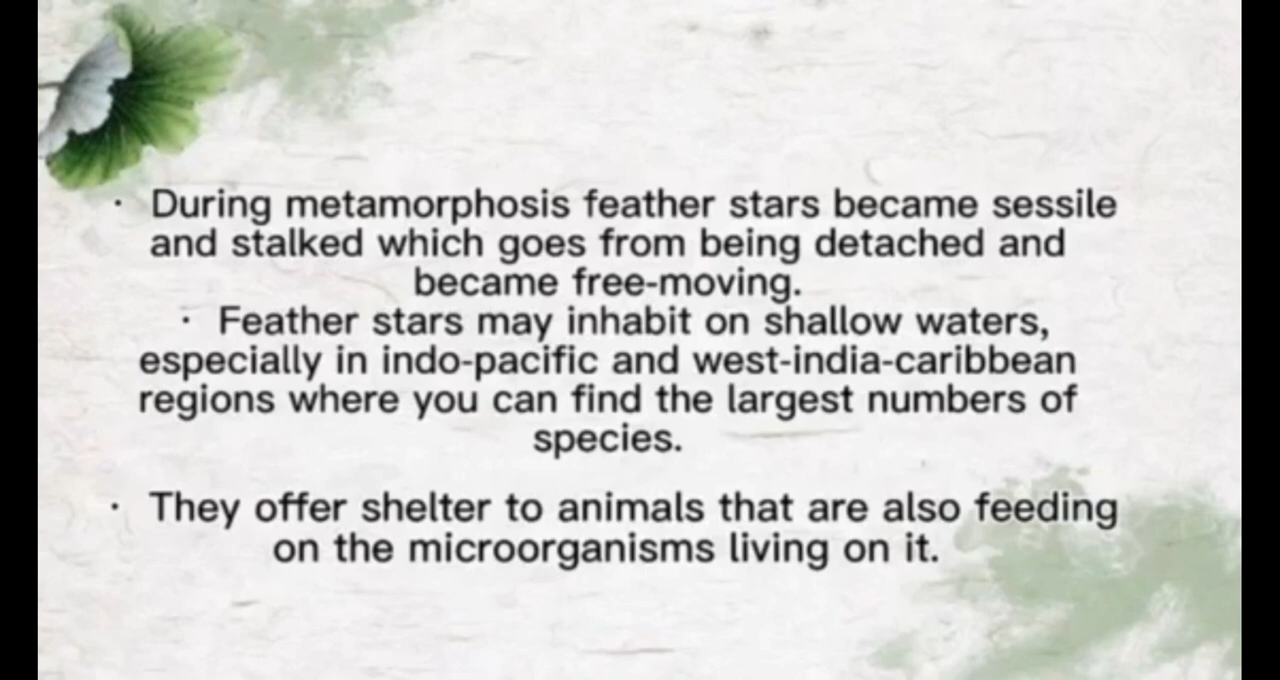 · During metamorphosis feather stars became sessile
and stalked which goes from being detached and
became free-moving.
· Feather stars may inhabit on shallow waters,
especially in indo-pacific and west-india-caribbean
regions where you can find the largest numbers of
species.
· They offer shelter to animals that are also feeding
on the microorganisms living on it.